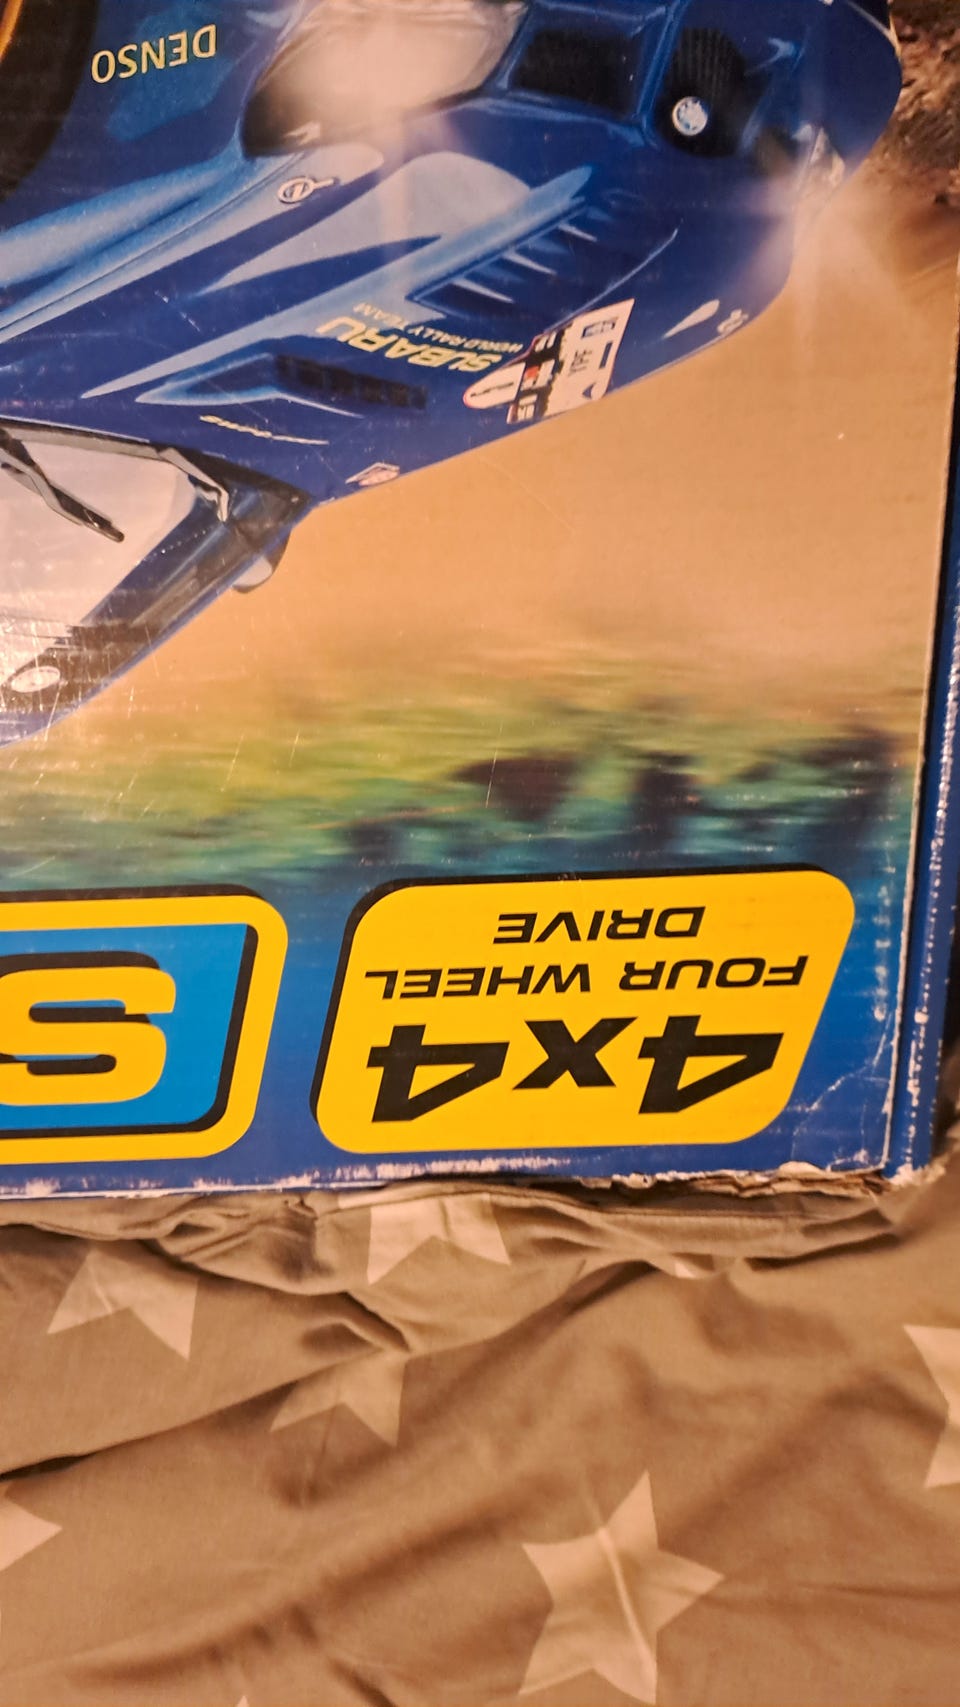 4x4
FOUR WHEEL
DRIVE
S
SUBARU
WORLD RALLY TEAM
DENSO